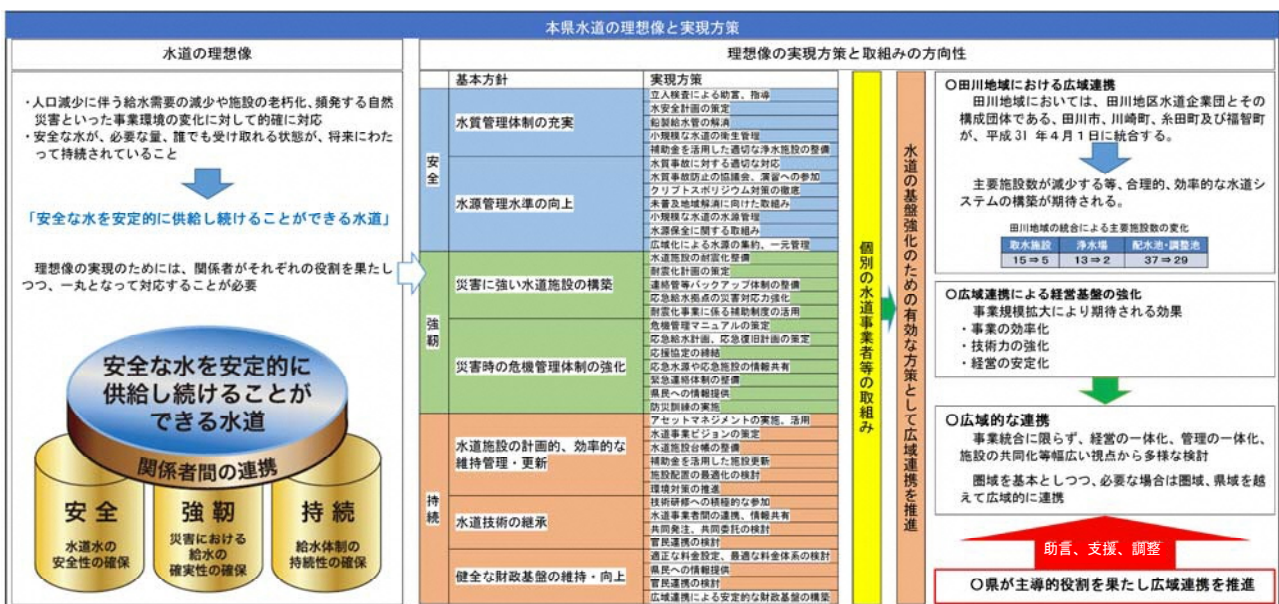 本県水道の理想像と実現方策
水道の理想像
・人口減少に伴う給水需要の減少や施設の老朽化、頻発する自然
災害といった事業環境の変化に対して的確に対応
・安全な水が、必要な量、誰でも受け取れる状態が、将来にわた
って持続されていること
「安全な水を安定的に供給し続けることができる水道」
理想像の実現のためには、関係者がそれぞれの役割を果たし
つつ、一丸となって対応することが必要
安全な水を安定的に
供給し続けることが
できる水道
関係者間の連携
安全
水道水の
安全性の確保
強靭
災害における
給水の
確実性の確保
持続
給水体制の
持続性の確保
理想像の実現方策と取組みの方向性
基本方針
実現方策
安全
水質管理体制の充実
立入検査による助言、指導
水安全計画の策定
鉛製給水管の解消
小規模な水道の衛生管理
補助金を活用した適切な浄水施設の整備
水源管理水準の向上
水質事故に対する適切な対応
水質事故防止の協議会、演習への参加
クリプトスポリジウム対策の徹底
未普及地域解消に向けた取組み
小規模な水道の水源管理
水源保全に関する取組み
広域化による水源の集約、一元管理
強靭
災害に強い水道施設の構築
水道施設の耐震化整備
耐震化計画の策定
連絡管等バックアップ体制の整備
応急給水拠点の災害対応力強化
耐震化事業に係る補助制度の活用
災害時の危機管理体制の強化
危機管理マニュアルの策定
応急給水計画、応急復旧計画の策定
応援協定の締結
応急水源や応急施設の情報共有
緊急連絡体制の整備
県民への情報提供
防災訓練の実施
持続
水道施設の計画的、効率的な
維持管理・更新
アセットマネジメントの実施、活用
水道事業ビジョンの策定
水道施設台帳の整備
補助金を活用した施設更新
施設配置の最適化の検討
環境対策の推進
水道技術の継承
技術研修への積極的な参加
水道事業者間の連携、情報共有
共同発注、共同委託の検討
官民連携の検討
健全な財政基盤の維持・向上
適正な料金設定、最適な料金体系の検討
県民への情報提供
官民連携の検討
広域連携による安定的な財政基盤の構築
個別の水道事業者等の取組み
水道の基盤強化のための有効な方策として広域連携を推進
〇田川地域における広域連携
田川地域においては、田川地区水道企業団とその
構成団体である、田川市、川崎町、糸田町及び福智町
が、平成31 年４月１日に統合する。
主要施設数が減少する等、合理的、効率的な水道シ
ステムの構築が期待される。
田川地域の統合による主要施設数の変化
取水施設 浄水場 配水池・調整池
15⇒5 13⇒2 37⇒29
〇広域連携による経営基盤の強化
事業規模拡大により期待される効果
・事業の効率化
・技術力の強化
・経営の安定化
〇広域的な連携
事業統合に限らず、経営の一体化、管理の一体化、
施設の共同化等幅広い視点から多様な検討
圏域を基本としつつ、必要な場合は圏域、県域を越
えて広域的に連携
助言、支援、調整
〇県が主導的役割を果たし広域連携を推進